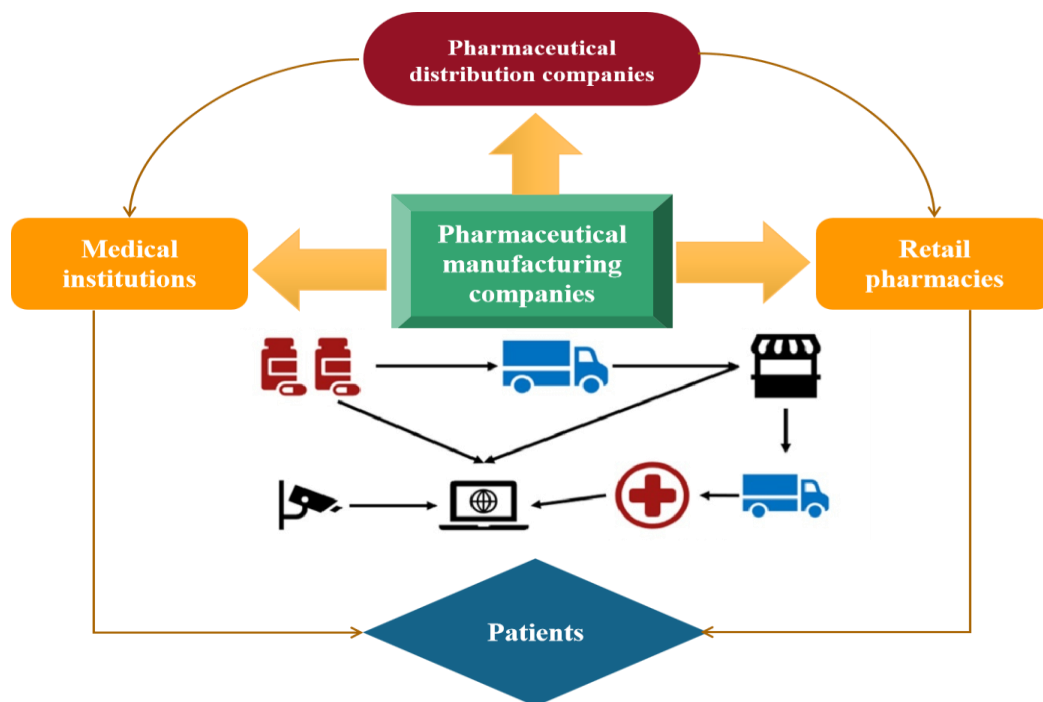 Pharmaceutical
distribution companies
Medical
institutions
Pharmaceutical
manufacturing
companies
Retail
pharmacies
Patients